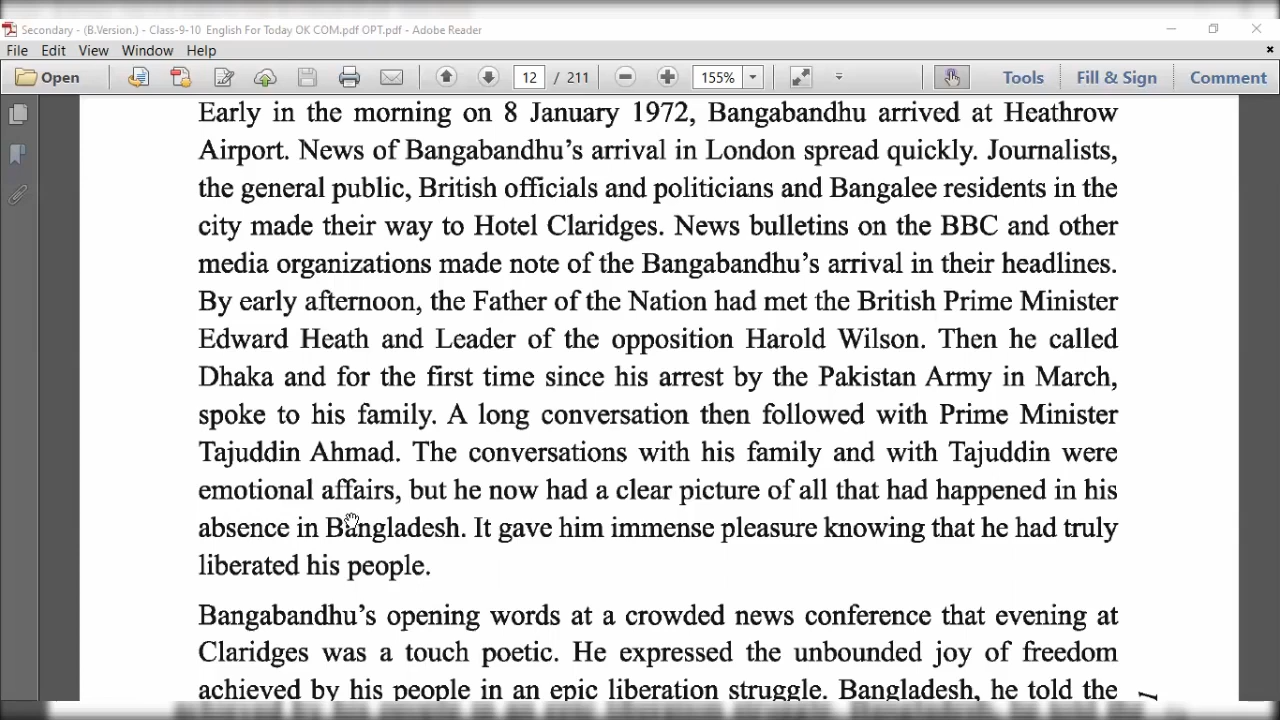 Secondary - (B.Version.) - Class-9-10 English For Today OK COM.pdf OPT.pdf - Adobe Reader
File Edit View Window Help
Open 12 / 211 155% Tools Fill & Sign Comment
Early in the morning on 8 January 1972, Bangabandhu arrived at Heathrow
Airport. News of Bangabandhu's arrival in London spread quickly. Journalists,
the general public, British officials and politicians and Bangalee residents in the
city made their way to Hotel Claridges. News bulletins on the BBC and other
media organizations made note of the Bangabandhu's arrival in their headlines.
By early afternoon, the Father of the Nation had met the British Prime Minister
Edward Heath and Leader of the opposition Harold Wilson. Then he called
Dhaka and for the first time since his arrest by the Pakistan Army in March,
spoke to his family. A long conversation then followed with Prime Minister
Tajuddin Ahmad. The conversations with his family and with Tajuddin were
emotional affairs, but he now had a clear picture of all that had happened in his
absence in Bangladesh. It gave him immense pleasure knowing that he had truly
liberated his people.
Bangabandhu's opening words at a crowded news conference that evening at
Claridges was a touch poetic. He expressed the unbounded joy of freedom
achieved by his people in an epic liberation struggle. Bangladesh, he told the